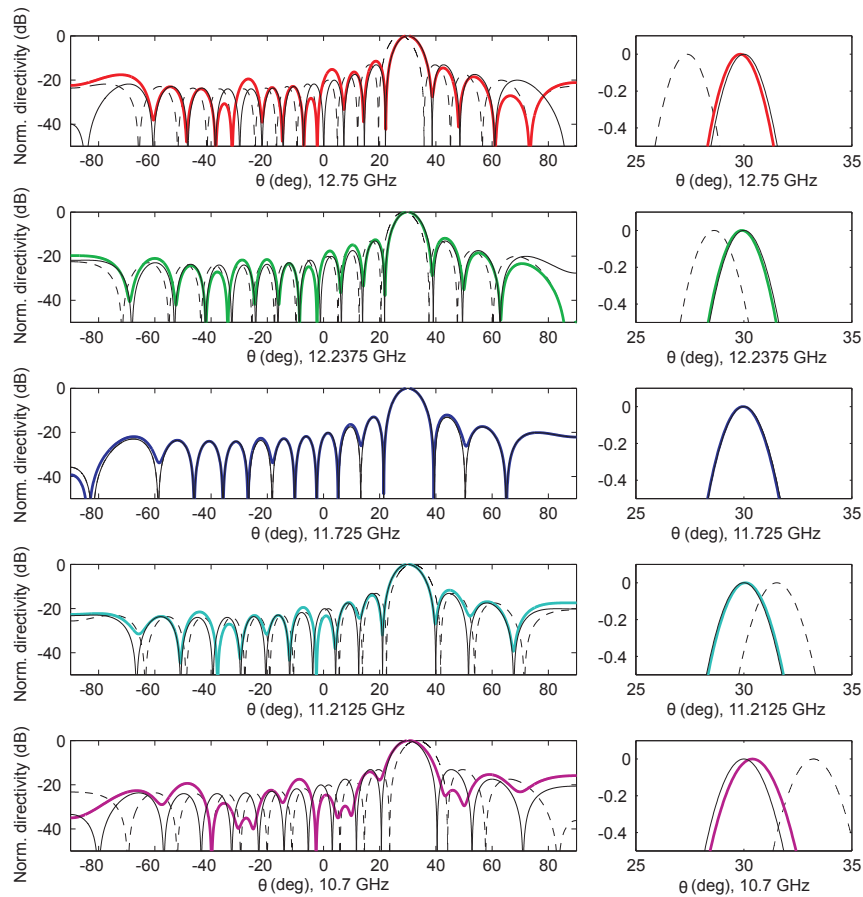 Norm. directivity (dB)
0
-20
-40
-80 -60 -40 -20 0 20 40 60 80
θ (deg), 12.75 GHz
0
-0.2
-0.4
25 30 35
θ (deg), 12.75 GHz
Norm. directivity (dB)
0
-20
-40
-80 -60 -40 -20 0 20 40 60 80
θ (deg), 12.2375 GHz
0
-0.2
-0.4
25 30 35
θ (deg), 12.2375 GHz
Norm. directivity (dB)
0
-20
-40
-80 -60 -40 -20 0 20 40 60 80
θ (deg), 11.725 GHz
0
-0.2
-0.4
25 30 35
θ (deg), 11.725 GHz
Norm. directivity (dB)
0
-20
-40
-80 -60 -40 -20 0 20 40 60 80
θ (deg), 11.2125 GHz
0
-0.2
-0.4
25 30 35
θ (deg), 11.2125 GHz
Norm. directivity (dB)
0
-20
-40
-80 -60 -40 -20 0 20 40 60 80
θ (deg), 10.7 GHz
0
-0.2
-0.4
25 30 35
θ (deg), 10.7 GHz